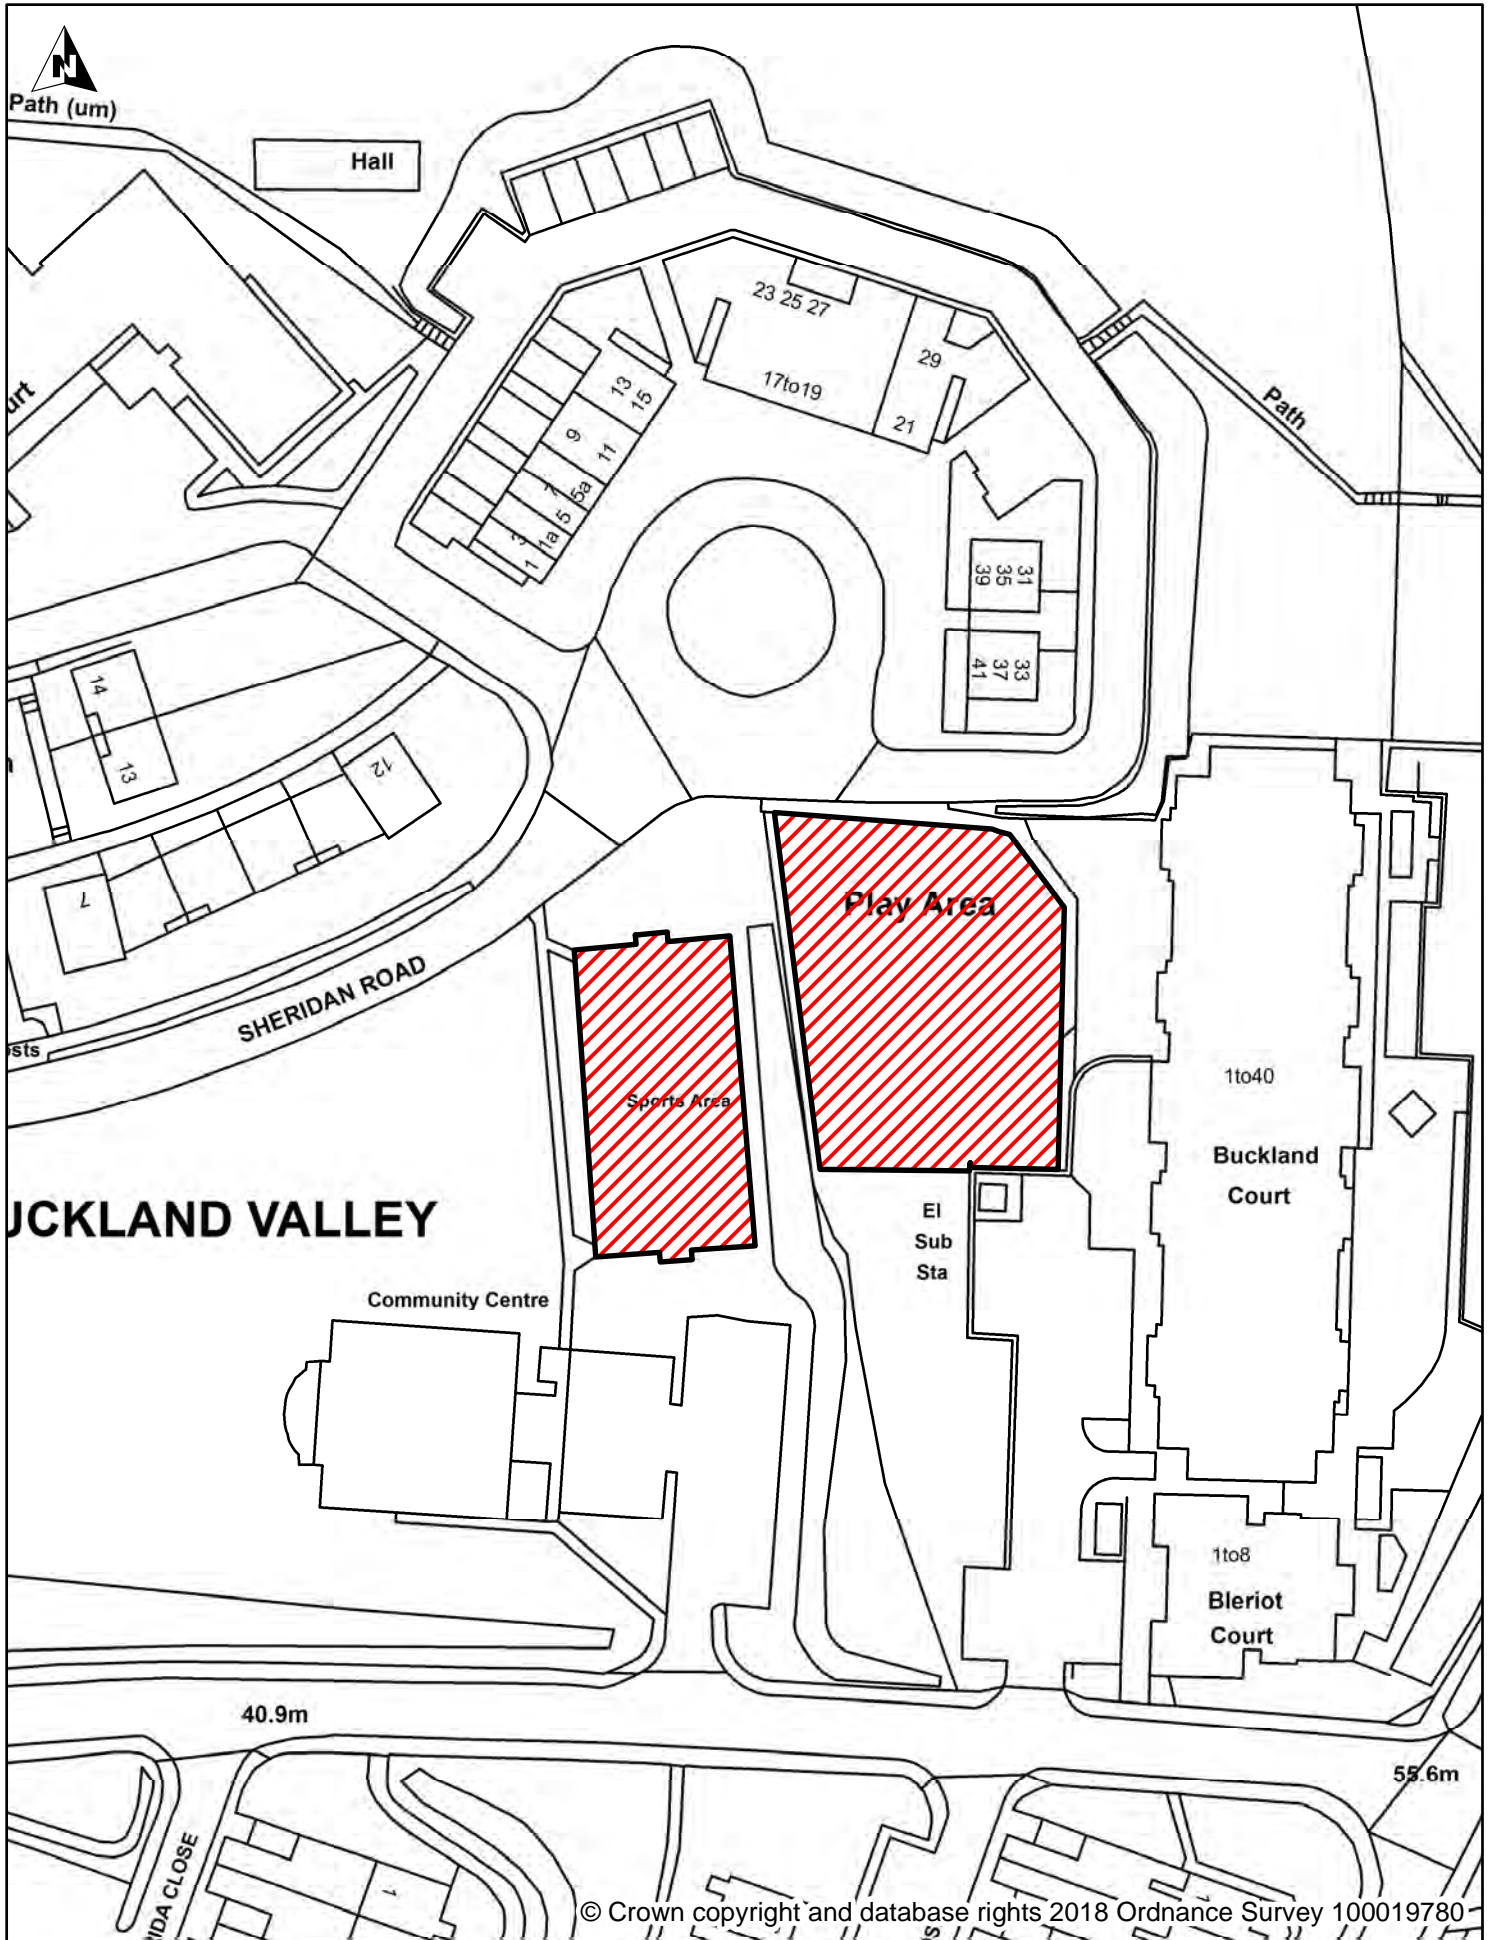 N
Path (um)
Hall
23 25 27
29
13
15
17to19
21
Path
9
11
7
5a
5
3
1a
1
31
35
39
33
37
41
14
13
12
7
Play Area
SHERIDAN ROAD
Sports Area
1to40
Buckland
Court
El
Sub
Sta
UCKLAND VALLEY
Community Centre
1to8
Bleriot
Court
40.9m
55.6m
CLOSE
1
© Crown copyright and database rights 2018 Ordnance Survey 100019780